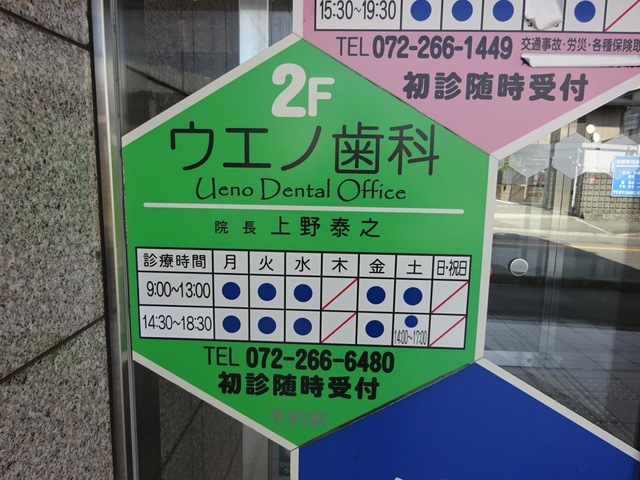 15:30~19:30
TEL 072-266-1449 交通事故・労災・各種保険取
初診随時受付
2F
ウエノ歯科
Ueno Dental Office
院長 上野泰之
診療時間 月 火 水 木 金 土 日・祝日
9:00~13:00 ● ● ● ／ ● ● ／
14:30~18:30 ● ● ● ／ ● ● 14:00~17:00 ／
TEL 072-266-6480
初診随時受付
予約制